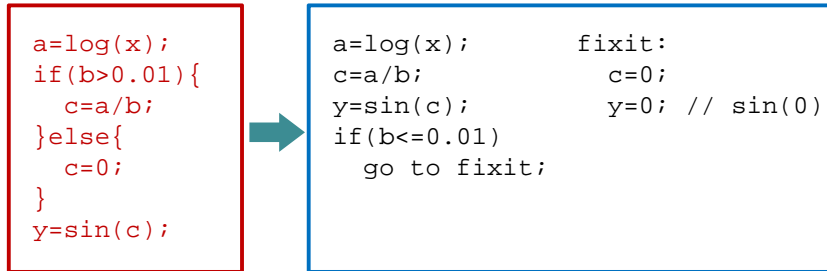 a=log(x);
if(b>0.01){
  c=a/b;
}else{
  c=0;
}
y=sin(c);
a=log(x);
c=a/b;
y=sin(c);
if(b<=0.01)
  go to fixit;
fixit:
  c=0;
  y=0; // sin(0)